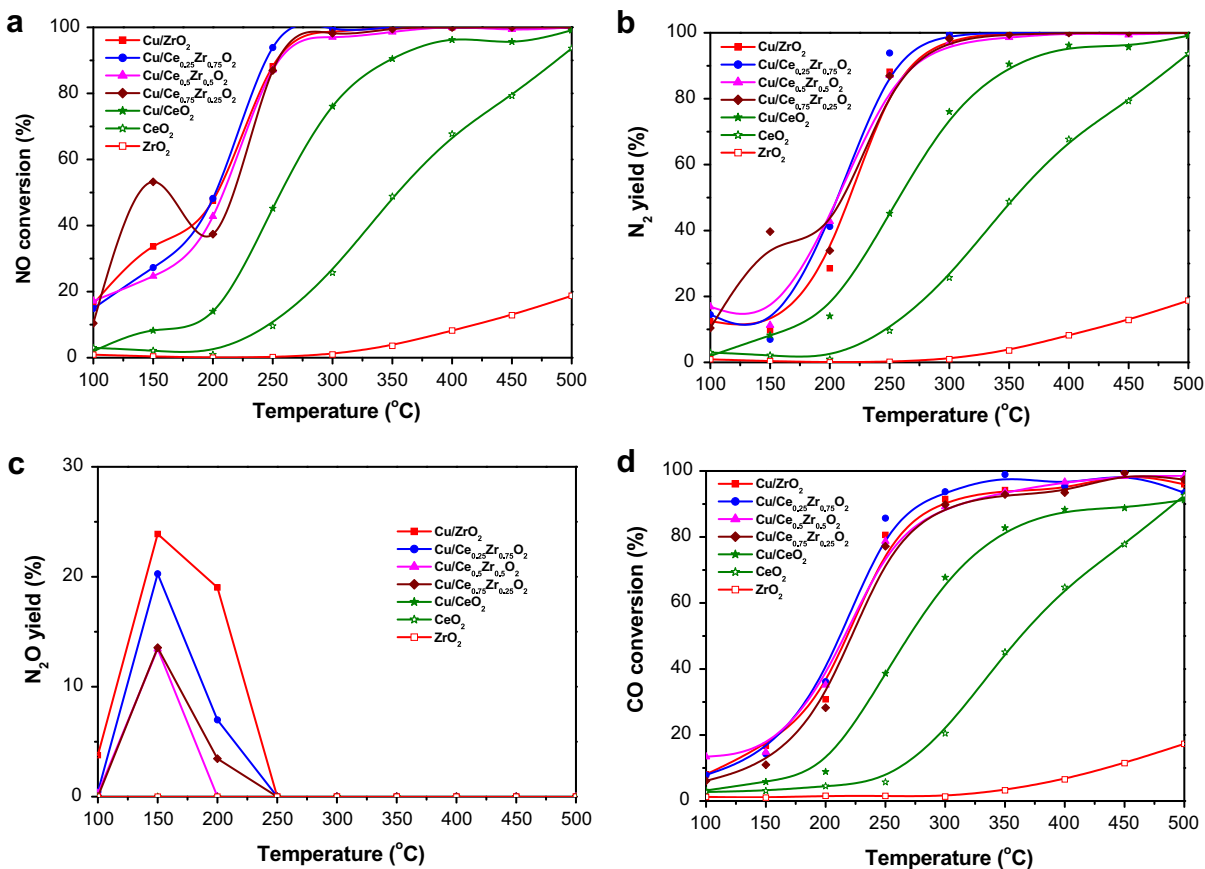 a
NO conversion (%)
100
80
60
40
20
0
Cu/ZrO2
Cu/Ce0.25Zr0.75O2
Cu/Ce0.5Zr0.5O2
Cu/Ce0.75Zr0.25O2
Cu/CeO2
CeO2
ZrO2
100 150 200 250 300 350 400 450 500
Temperature (oC)
b
N2 yield (%)
100
80
60
40
20
0
Cu/ZrO2
Cu/Ce0.25Zr0.75O2
Cu/Ce0.5Zr0.5O2
Cu/Ce0.75Zr0.25O2
Cu/CeO2
CeO2
ZrO2
100 150 200 250 300 350 400 450 500
Temperature (oC)
c
N2O yield (%)
30
20
10
0
Cu/ZrO2
Cu/Ce0.25Zr0.75O2
Cu/Ce0.5Zr0.5O2
Cu/Ce0.75Zr0.25O2
Cu/CeO2
CeO2
ZrO2
100 150 200 250 300 350 400 450 500
Temperature (oC)
d
CO conversion (%)
100
80
60
40
20
0
Cu/ZrO2
Cu/Ce0.25Zr0.75O2
Cu/Ce0.5Zr0.5O2
Cu/Ce0.75Zr0.25O2
Cu/CeO2
CeO2
ZrO2
100 150 200 250 300 350 400 450 500
Temperature (oC)